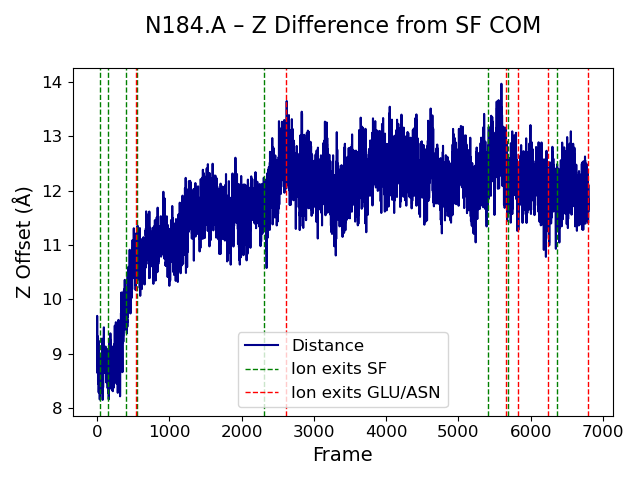 N184.A – Z Difference from SF COM
14
13
12
11
10
9
8
Z Offset (Å)
Distance
Ion exits SF
Ion exits GLU/ASN
0 1000 2000 3000 4000 5000 6000 7000
Frame